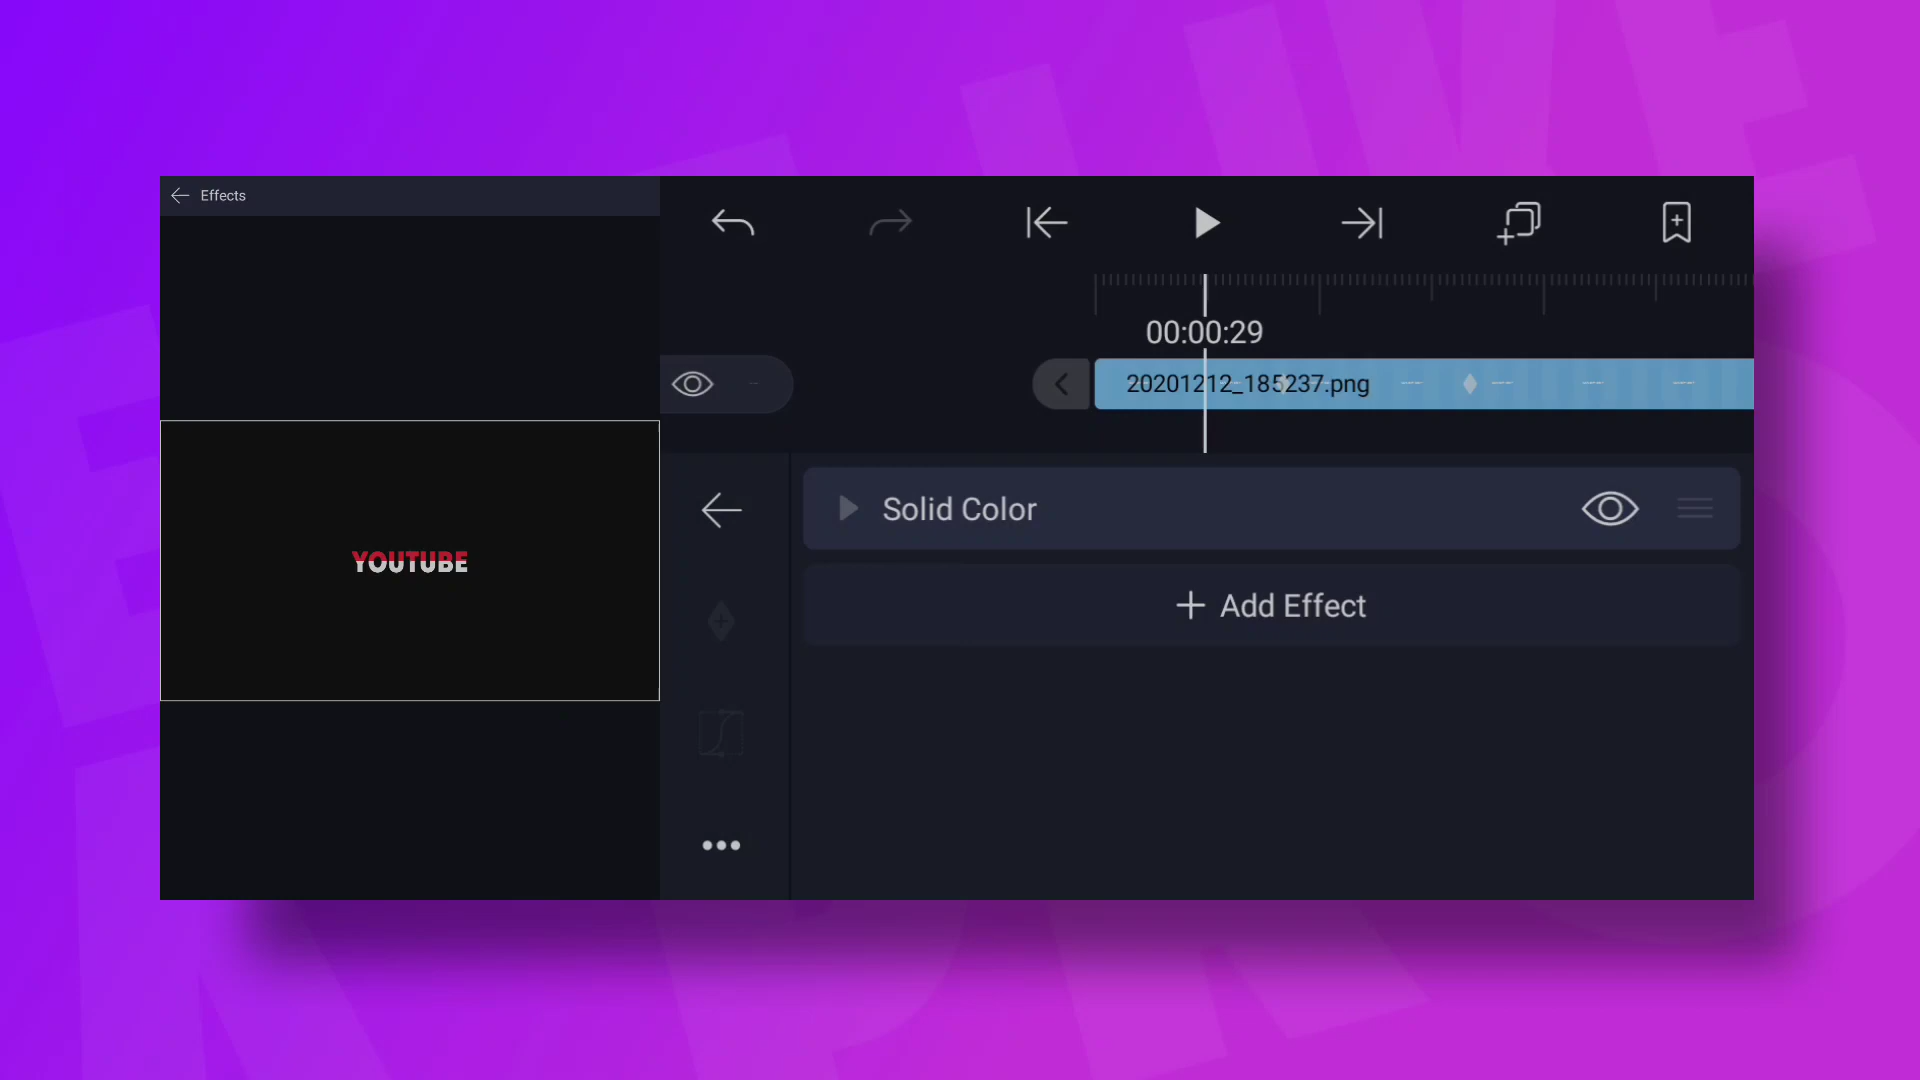 Effects
00:00:29
20201212_185237.png
Solid Color
YOUTUBE
+ Add Effect